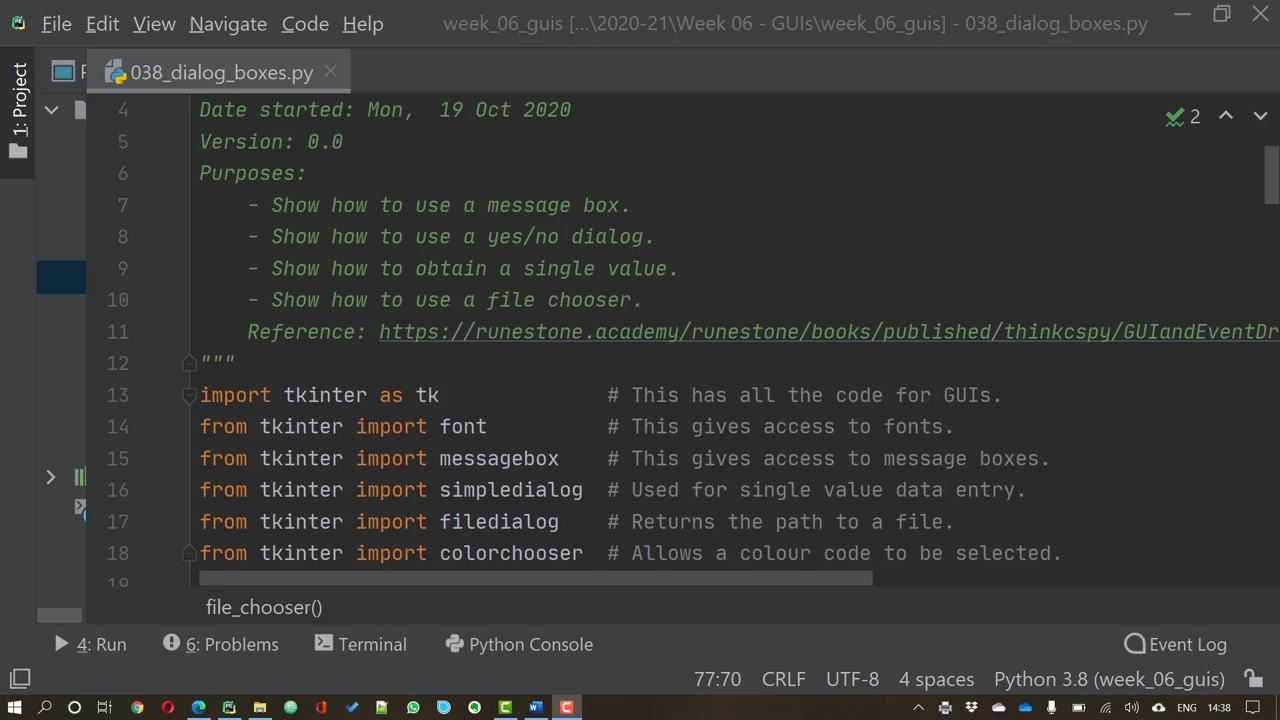 File Edit View Navigate Code Help week_06_guis [...\2020-21\Week 06 - GUIs\week_06_guis] - 038_dialog_boxes.py
1: Project
P 038_dialog_boxes.py
4 Date started: Mon, 19 Oct 2020
2
5 Version: 0.0
6 Purposes:
7 - Show how to use a message box.
8 - Show how to use a yes/no dialog.
9 - Show how to obtain a single value.
10 - Show how to use a file chooser.
11 Reference: https://runestone.academy/runestone/books/published/thinkcspy/GUIandEventDr
12 """
13 import tkinter as tk # This has all the code for GUIs.
14 from tkinter import font # This gives access to fonts.
15 from tkinter import messagebox # This gives access to message boxes.
16 from tkinter import simpledialog # Used for single value data entry.
17 from tkinter import filedialog # Returns the path to a file.
18 from tkinter import colorchooser # Allows a colour code to be selected.
19
file_chooser()
4: Run 6: Problems Terminal Python Console Event Log
77:70 CRLF UTF-8 4 spaces Python 3.8 (week_06_guis)
ENG 14:38